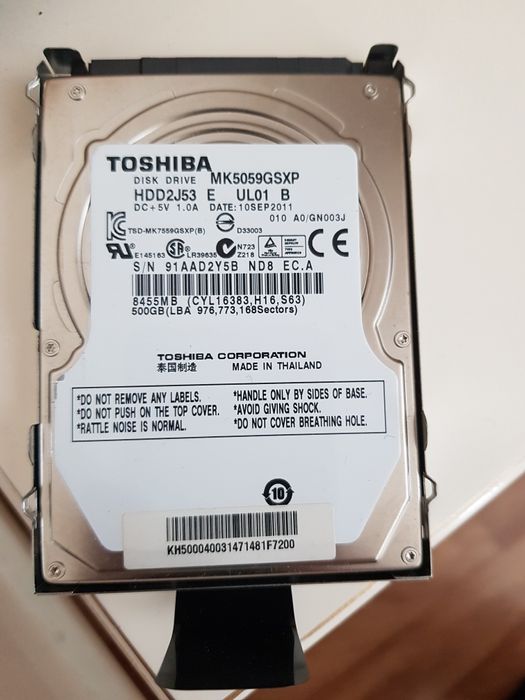 TOSHIBA
DISK DRIVE MK5059GSXP
HDD2J53 E UL01 B
DC+5V 1.0A DATE:10SEP2011
010 A0/GN003J
TSD-MK7559GSXP(B) D33003
E145163 LR39635 N723
Z218
S/N 91AAD2Y5B ND8 EC.A
8455MB (CYL16383,H16,S63)
500GB(LBA 976,773,168Sectors)
TOSHIBA CORPORATION
泰国制造 MADE IN THAILAND
*DO NOT REMOVE ANY LABELS. *HANDLE ONLY BY SIDES OF BASE.
*DO NOT PUSH ON THE TOP COVER. *AVOID GIVING SHOCK.
*RATTLE NOISE IS NORMAL. *DO NOT COVER BREATHING HOLE.
10
KH500040031471481F7200